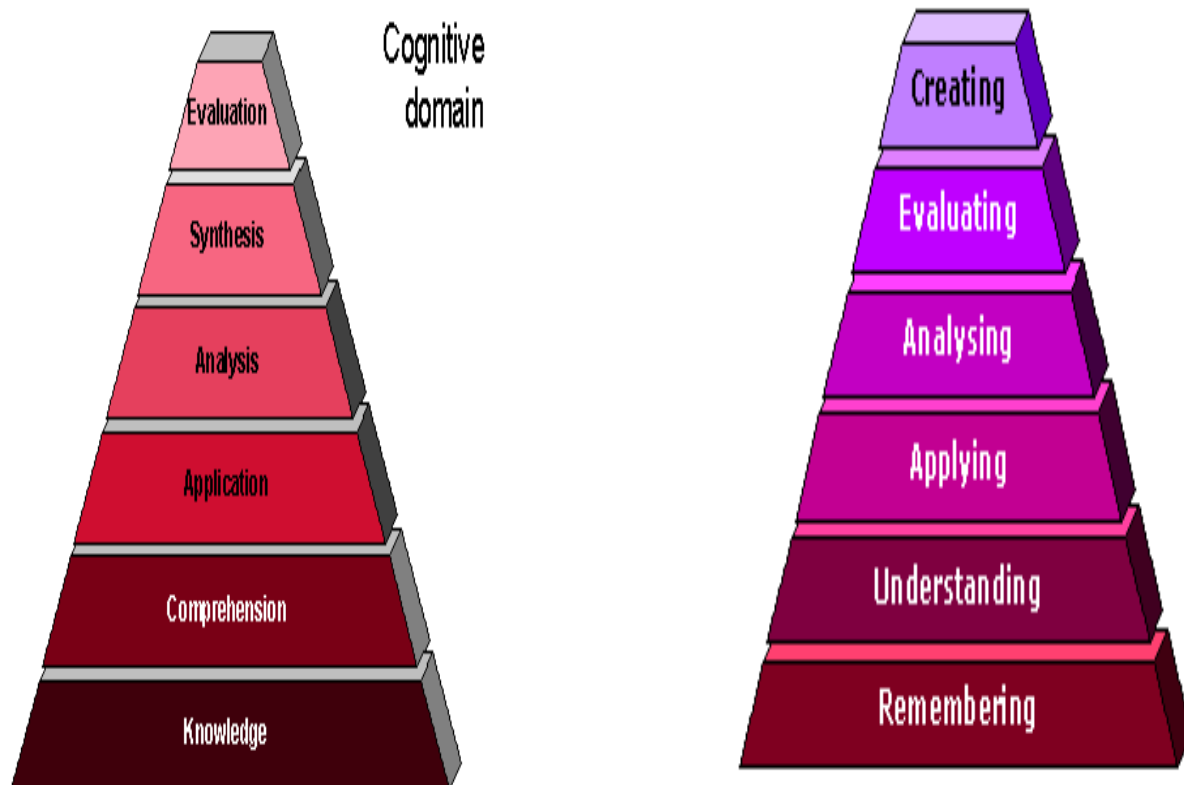 Cognitive
domain
Evaluation
Synthesis
Analysis
Application
Comprehension
Knowledge
Creating
Evaluating
Analysing
Applying
Understanding
Remembering